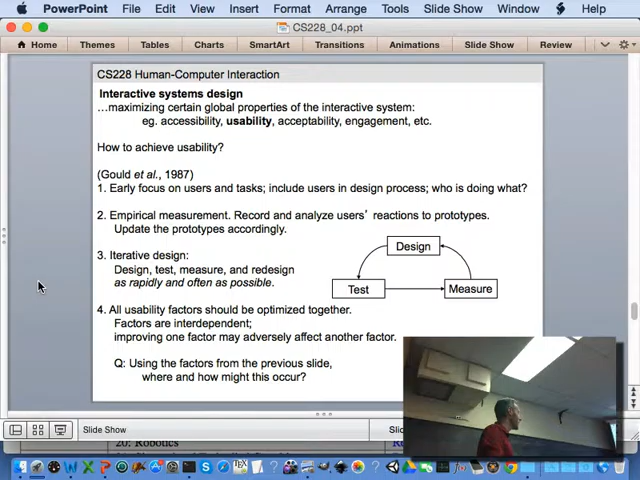 PowerPoint File Edit View Insert Format Arrange Tools Slide Show Window Help
CS228_04.ppt
Home Themes Tables Charts SmartArt Transitions Animations Slide Show Review
CS228 Human-Computer Interaction
Interactive systems design
…maximizing certain global properties of the interactive system:
eg. accessibility, usability, acceptability, engagement, etc.
How to achieve usability?
(Gould et al., 1987)
1. Early focus on users and tasks; include users in design process; who is doing what?
2. Empirical measurement. Record and analyze users’ reactions to prototypes.
Update the prototypes accordingly.
3. Iterative design:
Design, test, measure, and redesign
as rapidly and often as possible.
Design
Test
Measure
4. All usability factors should be optimized together.
Factors are interdependent;
improving one factor may adversely affect another factor.
Q: Using the factors from the previous slide,
where and how might this occur?
Slide Show
20: Robotics